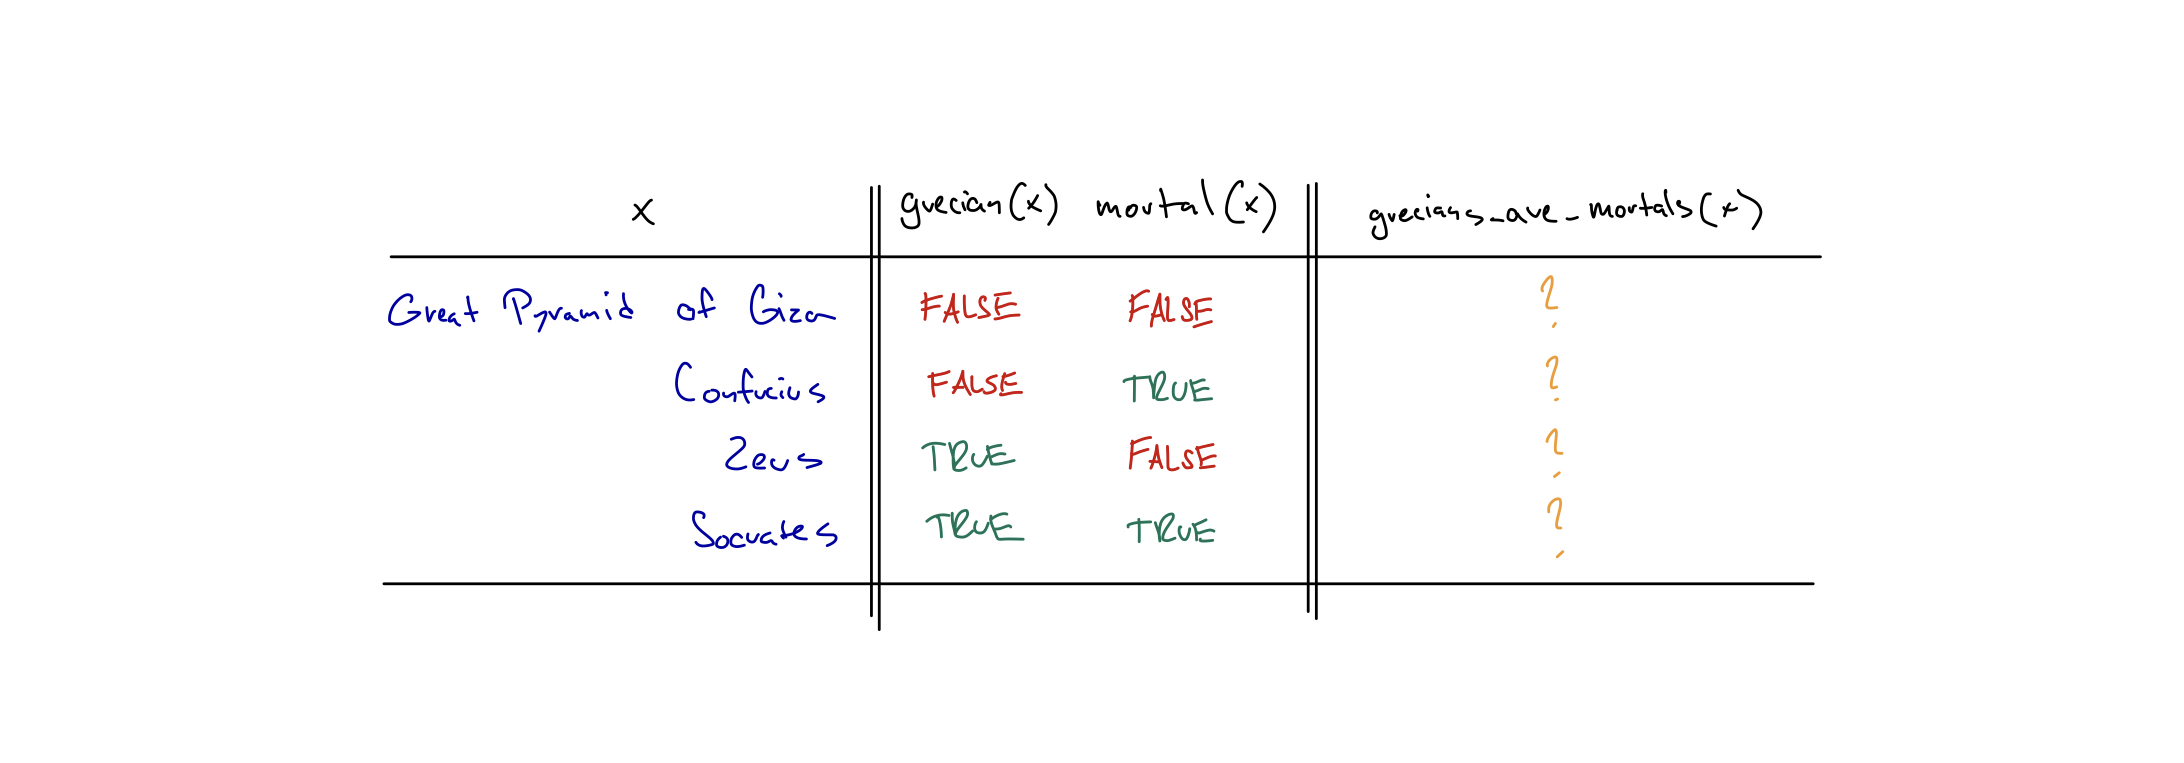 x grecian(x) mortal(x) grecians_are_mortals(x)
Great Pyramid of Giza FALSE FALSE ?
Confucius FALSE TRUE ?
Zeus TRUE FALSE ?
Socrates TRUE TRUE ?